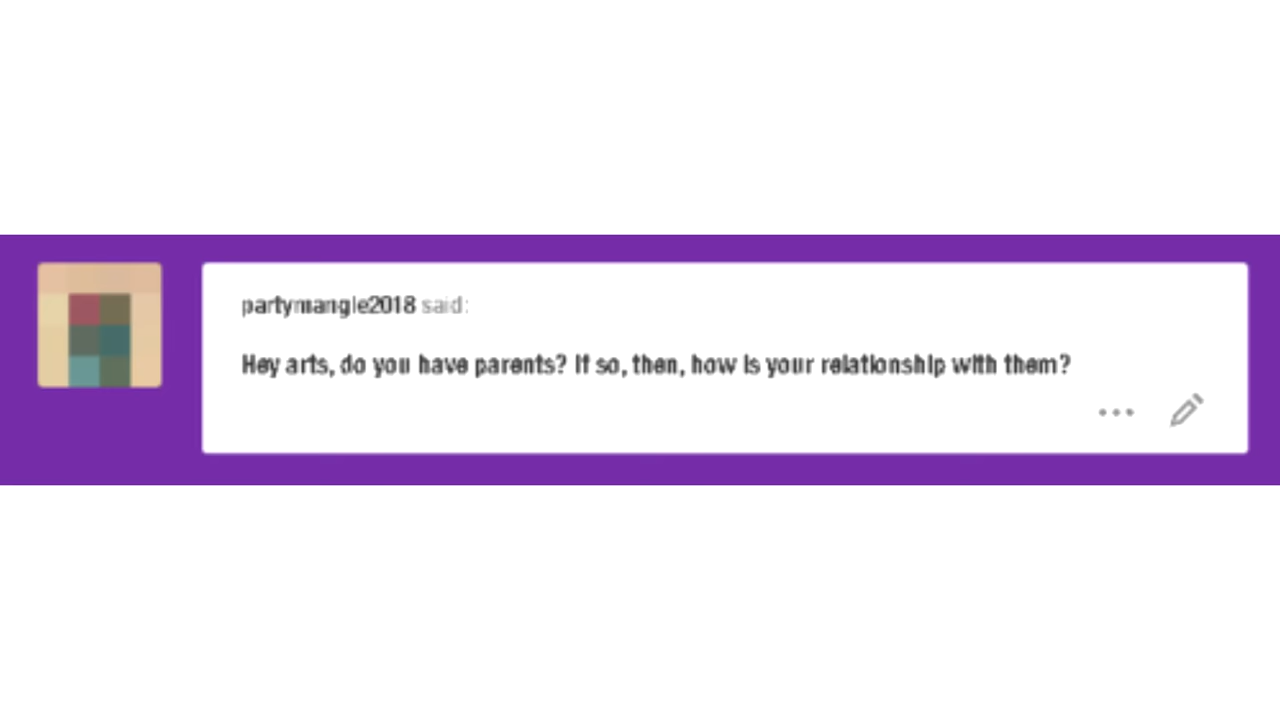 partymangle2018 said:
Hey arts, do you have parents? If so, then, how is your relationship with them?